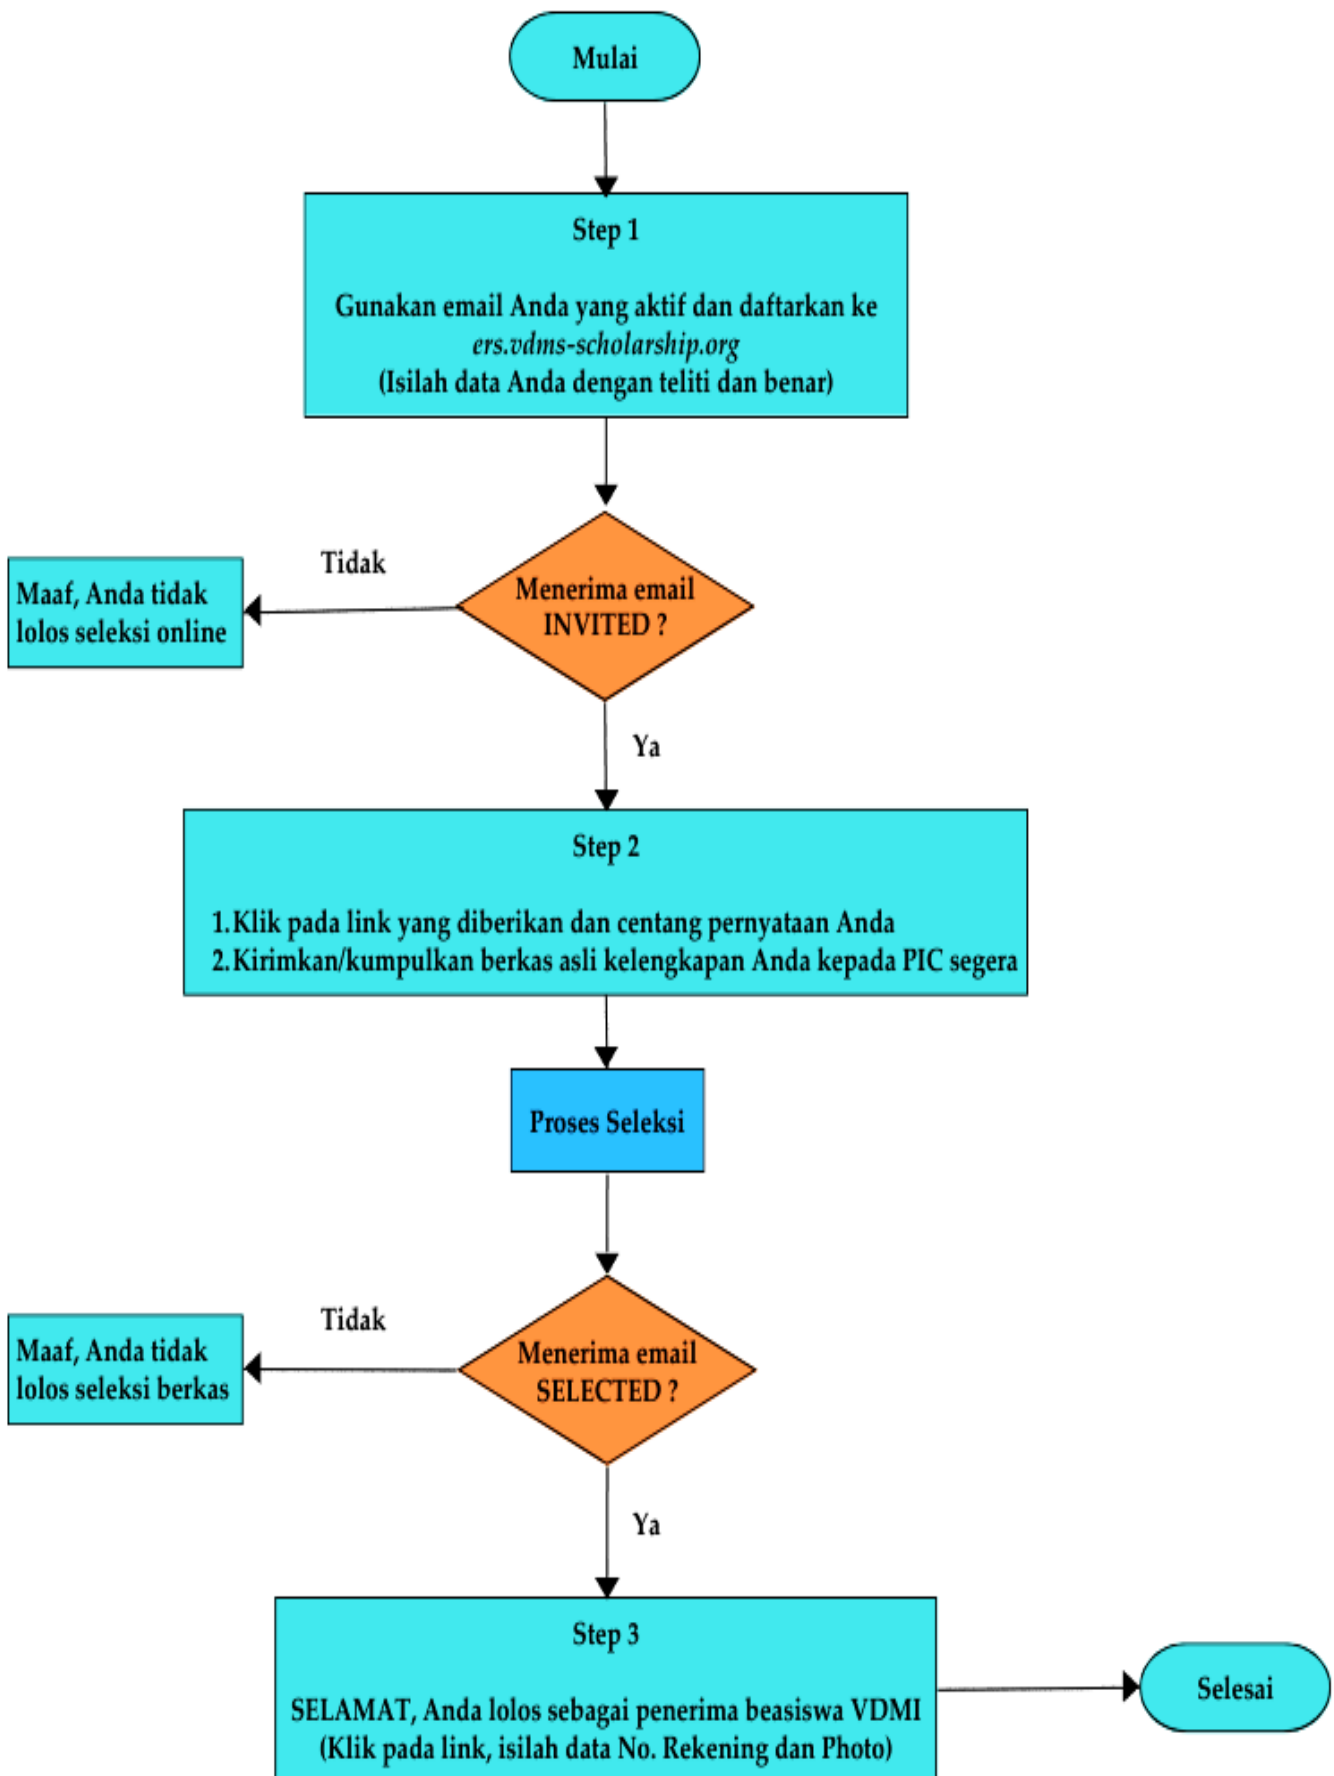 Mulai
Step 1
Gunakan email Anda yang aktif dan daftarkan ke
ers.vdms-scholarship.org
(Isilah data Anda dengan teliti dan benar)
Tidak
Menerima email
INVITED ?
Maaf, Anda tidak
lolos seleksi online
Ya
Step 2
1. Klik pada link yang diberikan dan centang pernyataan Anda
2. Kirimkan/kumpulkan berkas asli kelengkapan Anda kepada PIC segera
Proses Seleksi
Tidak
Menerima email
SELECTED ?
Maaf, Anda tidak
lolos seleksi berkas
Ya
Step 3
SELAMAT, Anda lolos sebagai penerima beasiswa VDMI
(Klik pada link, isilah data No. Rekening dan Photo)
Selesai